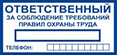 ОТВЕТСТВЕННЫЙ
ЗА СОБЛЮДЕНИЕ ТРЕБОВАНИЙ
ПРАВИЛ ОХРАНЫ ТРУДА
ТЕЛЕФОН: